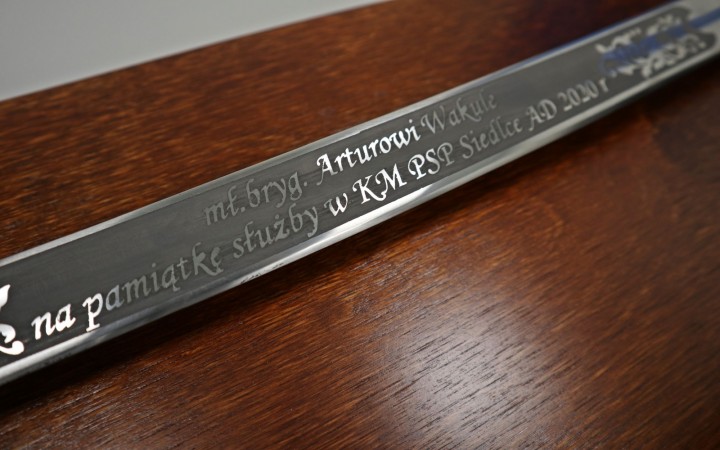 mł.bryg. Arturowi Wakule
na pamiątkę służby w KM PSP Siedlce AD 2020 r